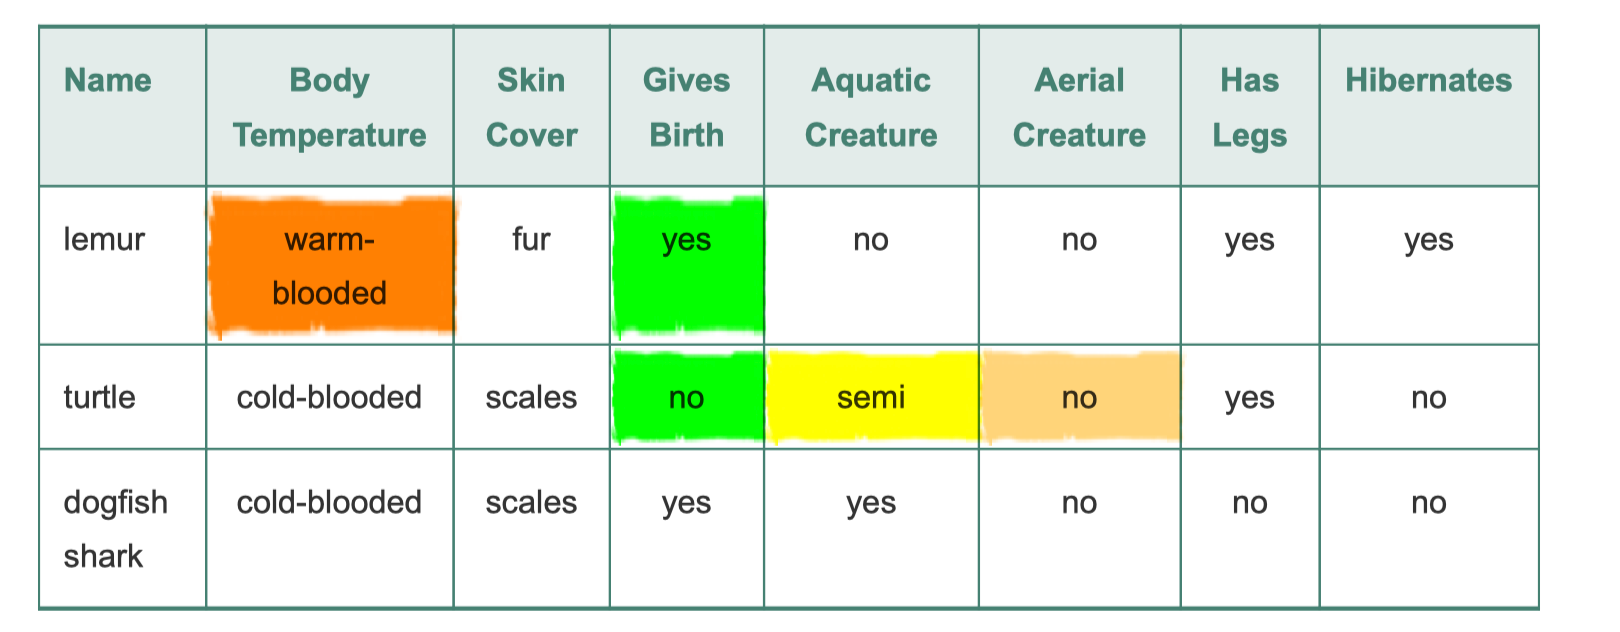 Name Body Temperature Skin Cover Gives Birth Aquatic Creature Aerial Creature Has Legs Hibernates
lemur warm-blooded fur yes no no yes yes
turtle cold-blooded scales no semi no yes no
dogfish shark cold-blooded scales yes yes no no no